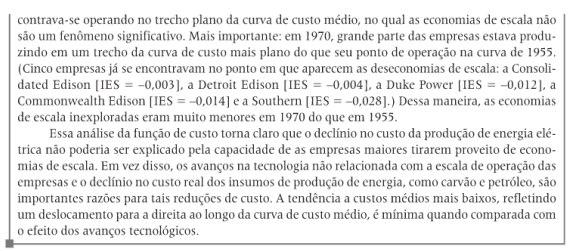 contrava-se operando no trecho plano da curva de custo médio, no qual as economias de escala não
são um fenômeno significativo. Mais importante: em 1970, grande parte das empresas estava produ-
zindo em um trecho da curva de custo mais plano do que seu ponto de operação na curva de 1955.
(Cinco empresas já se encontravam no ponto em que aparecem as deseconomias de escala: a Consoli-
dated Edison [IES = –0,003], a Detroit Edison [IES = –0,004], a Duke Power [IES = –0,012], a
Commonwealth Edison [IES = –0,014] e a Southern [IES = –0,028].) Dessa maneira, as economias
de escala inexploradas eram muito menores em 1970 do que em 1955.
Essa análise da função de custo torna claro que o declínio no custo da produção de energia elé-
trica não poderia ser explicado pela capacidade de as empresas maiores tirarem proveito de econo-
mias de escala. Em vez disso, os avanços na tecnologia não relacionada com a escala de operação das
empresas e o declínio no custo real dos insumos de produção de energia, como carvão e petróleo, são
importantes razões para tais reduções de custo. A tendência a custos médios mais baixos, refletindo
um deslocamento para a direita ao longo da curva de custo médio, é mínima quando comparada com
o efeito dos avanços tecnológicos.